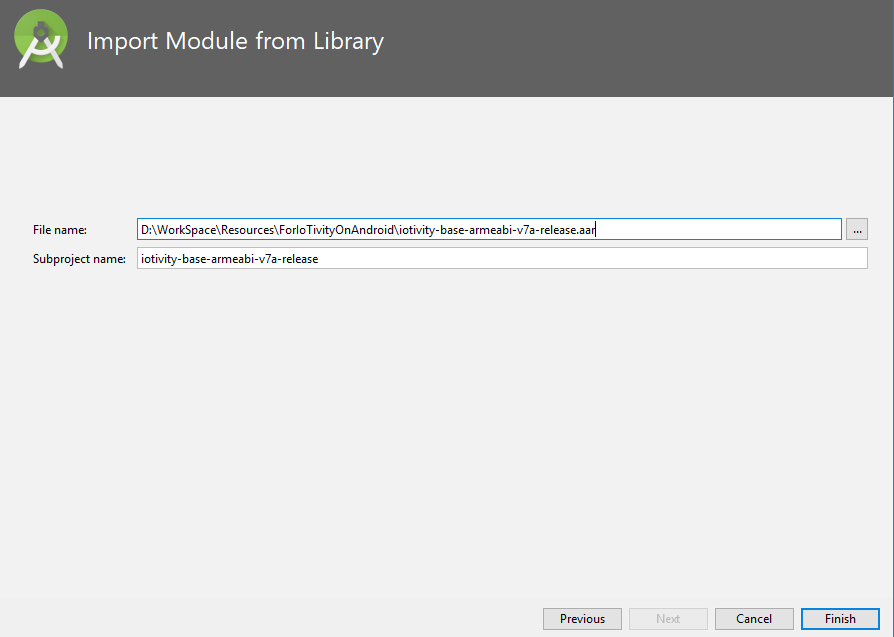 Import Module from Library
File name: D:\WorkSpace\Resources\ForIoTivityOnAndroid\iotivity-base-armeabi-v7a-release.aar ...
Subproject name: iotivity-base-armeabi-v7a-release
Previous Next Cancel Finish